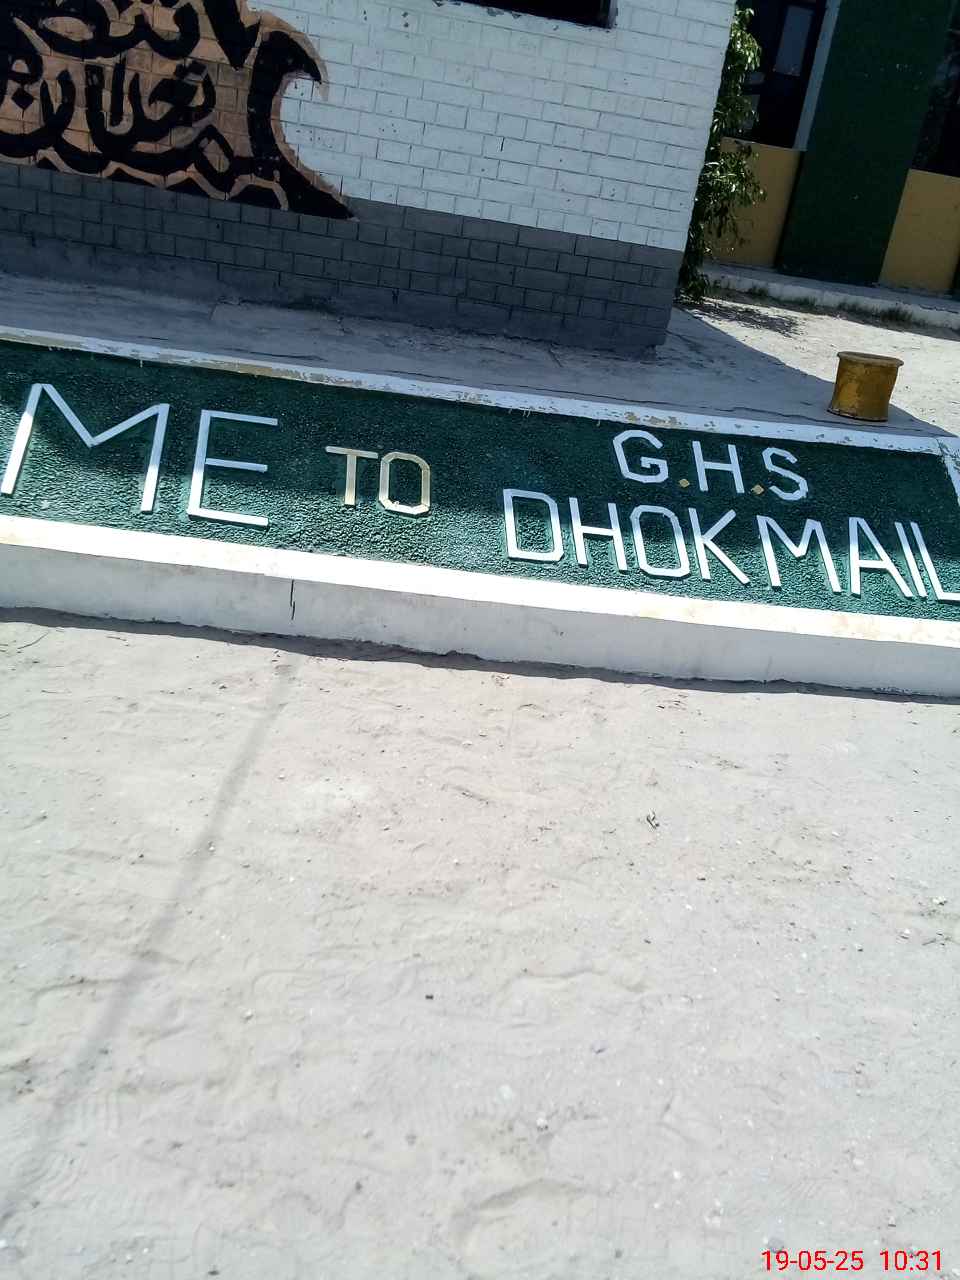 ME TO G.H.S
DHOKMAIL
19-05-25 10:31